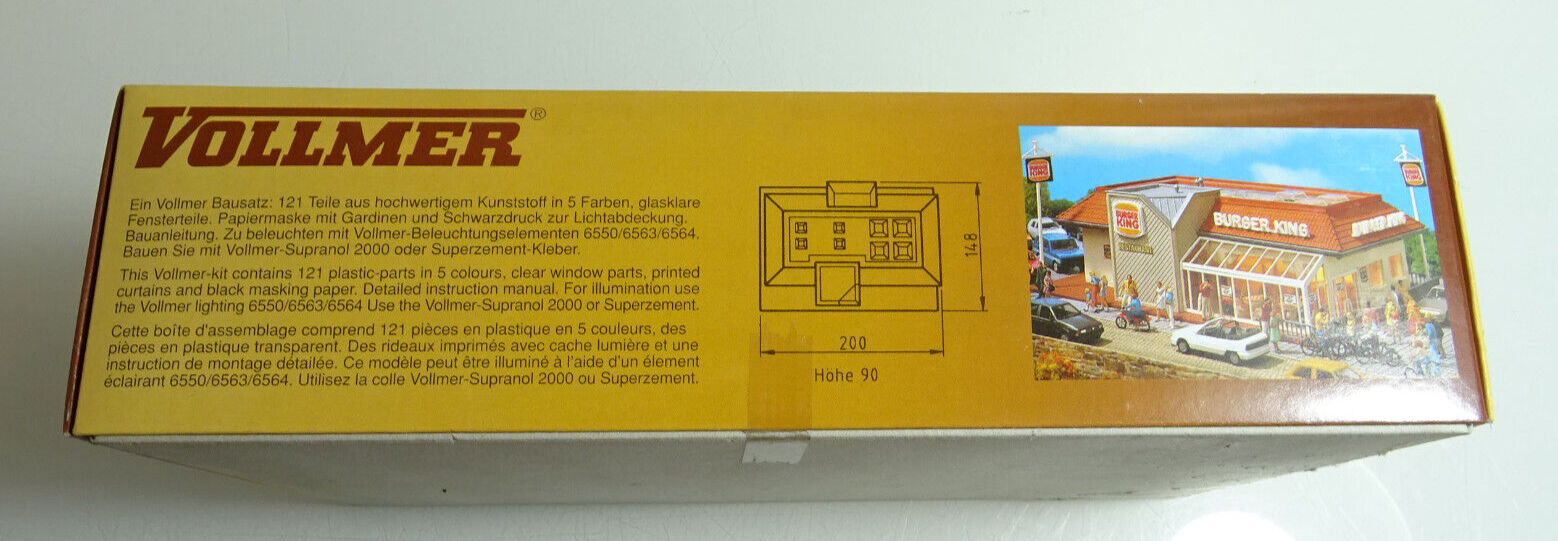 VOLLMER®
Ein Vollmer Bausatz: 121 Teile aus hochwertigem Kunststoff in 5 Farben, glasklare
Fensterteile. Papiermaske mit Gardinen und Schwarzdruck zur Lichtabdeckung.
Bauanleitung. Zu beleuchten mit Vollmer-Beleuchtungselementen 6550/6563/6564.
Bauen Sie mit Vollmer-Supranol 2000 oder Superzement-Kleber.
This Vollmer-kit contains 121 plastic-parts in 5 colours, clear window parts, printed
curtains and black masking paper. Detailed instruction manual. For illumination use
the Vollmer lighting 6550/6563/6564 Use the Vollmer-Supranol 2000 or Superzement.
Cette boîte d'assemblage comprend 121 pièces en plastique en 5 couleurs, des
pièces en plastique transparent. Des rideaux imprimés avec cache lumière et une
instruction de montage détailée. Ce modèle peut être illuminé à l'aide d'un élement
éclairant 6550/6563/6564. Utilisez la colle Vollmer-Supranol 2000 ou Superzement.
148
200
Höhe 90
BURGER
KING
BURGER
KING
RESTAURANT
BURGER KING
BURGER KING
BURGER
KING